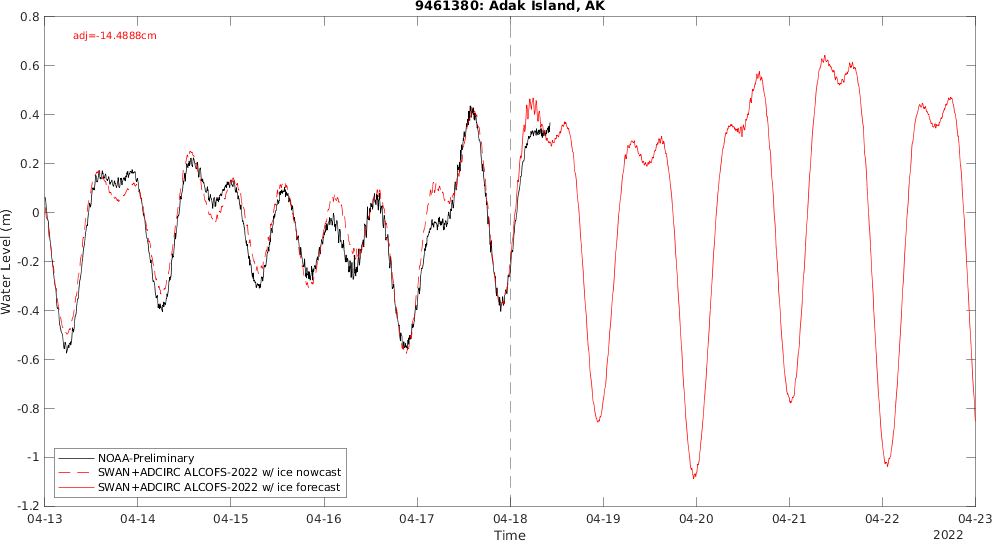 9461380: Adak Island, AK
adj=-14.4888cm
Water Level (m)
0.8
0.6
0.4
0.2
0
-0.2
-0.4
-0.6
-0.8
-1
-1.2
NOAA-Preliminary
SWAN+ADCIRC ALCOFS-2022 w/ ice nowcast
SWAN+ADCIRC ALCOFS-2022 w/ ice forecast
04-13 04-14 04-15 04-16 04-17 04-18 04-19 04-20 04-21 04-22 04-23
Time
2022